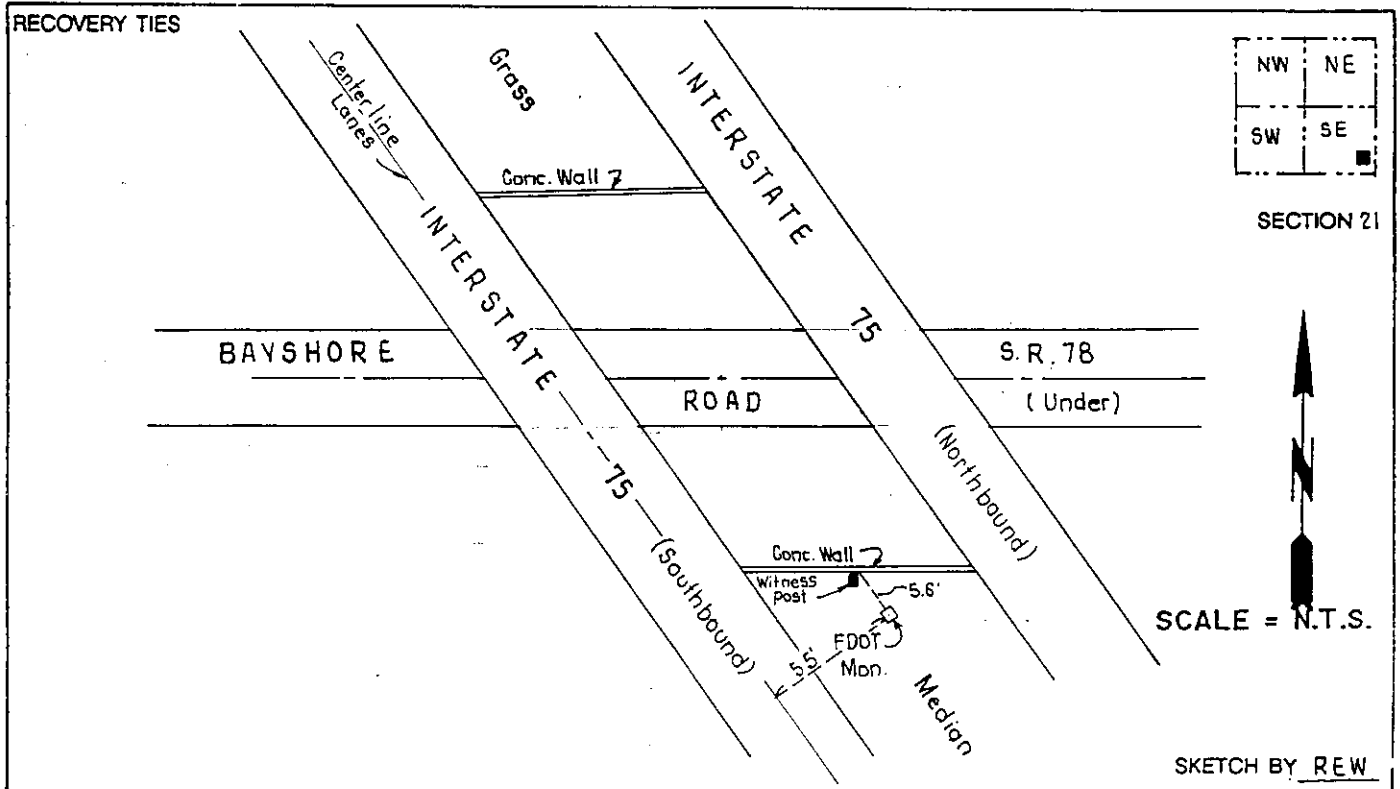 RECOVERY TIES
NW NE
SW SE
SECTION 21
Center line
Lanes
Grass
INTERSTATE
75
(Northbound)
Conc. Wall
INTERSTATE
75
(Southbound)
BAYSHORE
ROAD
S.R. 78
(Under)
N
Conc. Wall
Witness
Post
5.6'
FDOT
Mon.
55'
Median
SCALE = N.T.S.
SKETCH BY REW